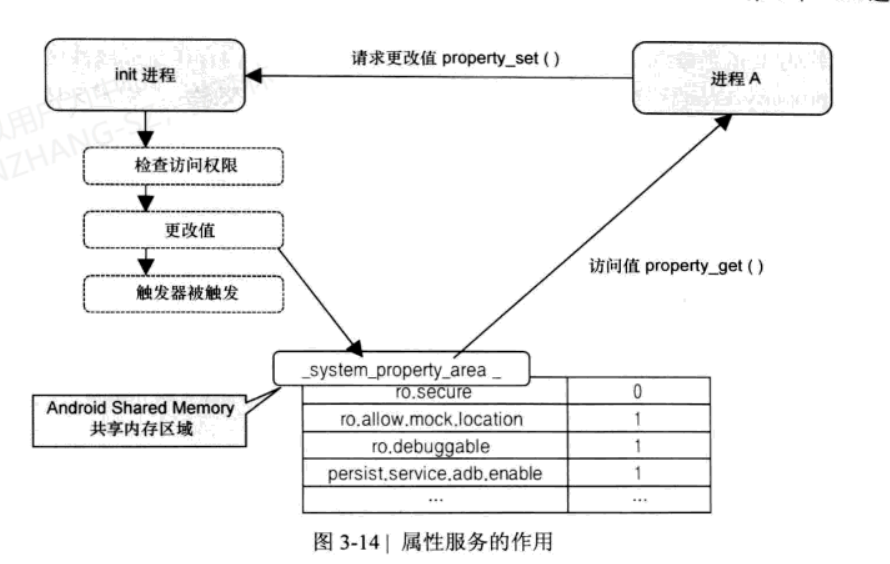 请求更改值 property_set ( )
init 进程
进程 A
检查访问权限
更改值
访问值 property_get ( )
触发器被触发
_system_property_area _
ro.secure 0
Android Shared Memory
共享内存区域
ro.allow.mock.location 1
ro.debuggable 1
persist.service.adb.enable 1
... ...
图 3-14 | 属性服务的作用